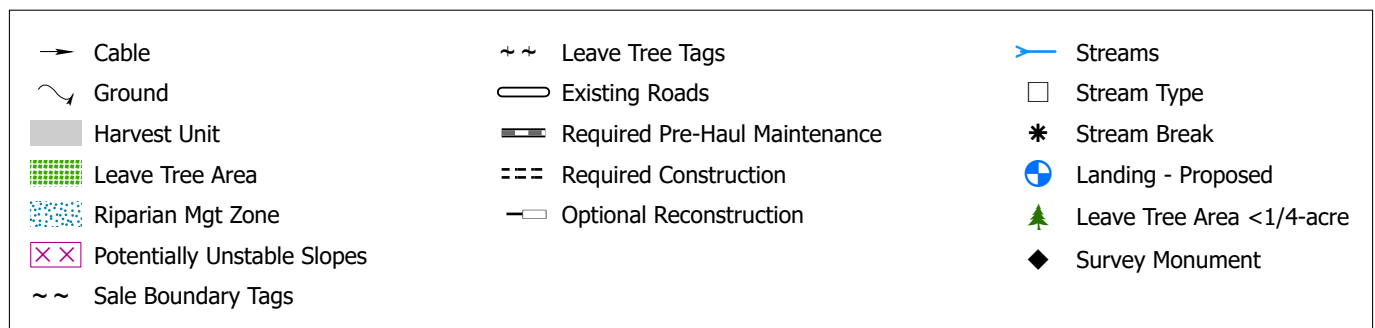 Cable
Ground
Harvest Unit
Leave Tree Area
Riparian Mgt Zone
Potentially Unstable Slopes
Sale Boundary Tags
Leave Tree Tags
Existing Roads
Required Pre-Haul Maintenance
Required Construction
Optional Reconstruction
Streams
Stream Type
Stream Break
Landing - Proposed
Leave Tree Area <1/4-acre
Survey Monument